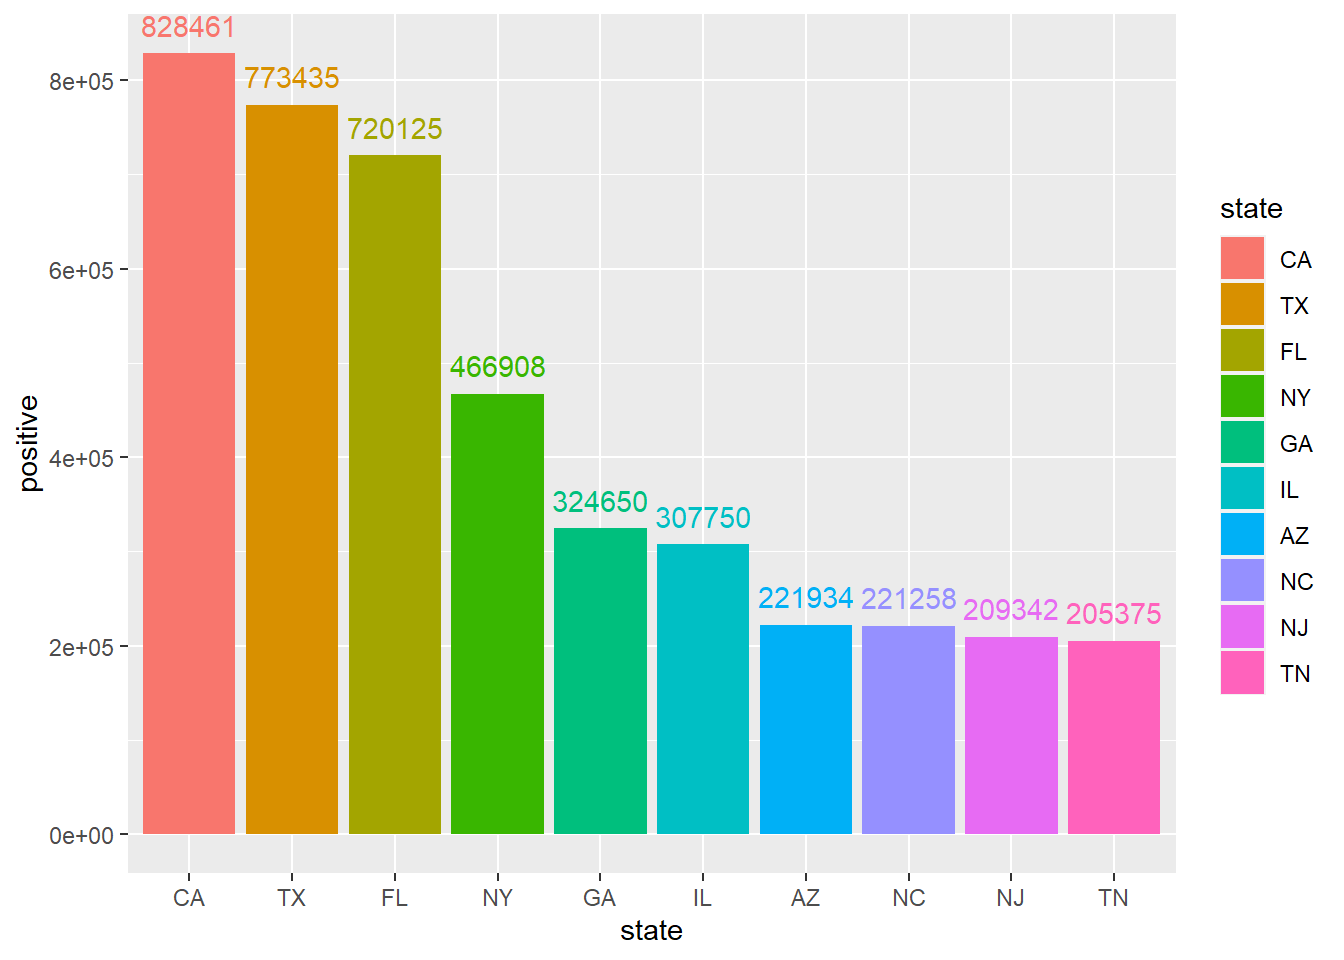 828461
773435
720125
466908
324650
307750
221934
221258
209342
205375
8e+05
6e+05
4e+05
2e+05
0e+00
positive
CA TX FL NY GA IL AZ NC NJ TN
state
state
CA
TX
FL
NY
GA
IL
AZ
NC
NJ
TN